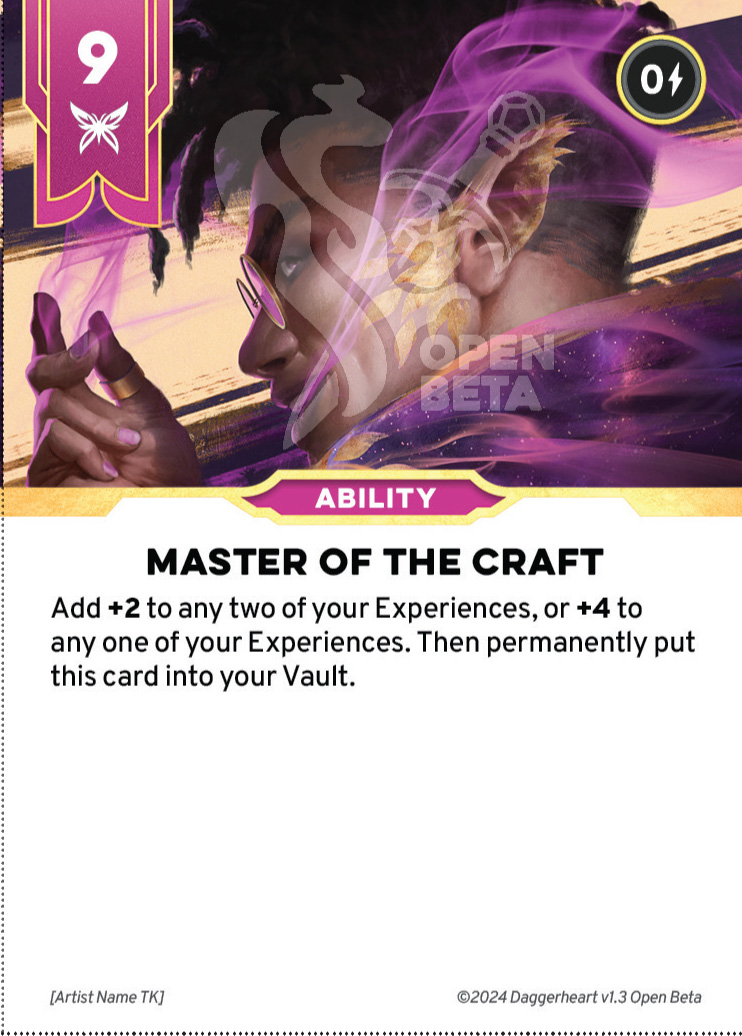 9
0
OPEN
BETA
ABILITY
MASTER OF THE CRAFT
Add +2 to any two of your Experiences, or +4 to
any one of your Experiences. Then permanently put
this card into your Vault.
[Artist Name TK]
©2024 Daggerheart v1.3 Open Beta